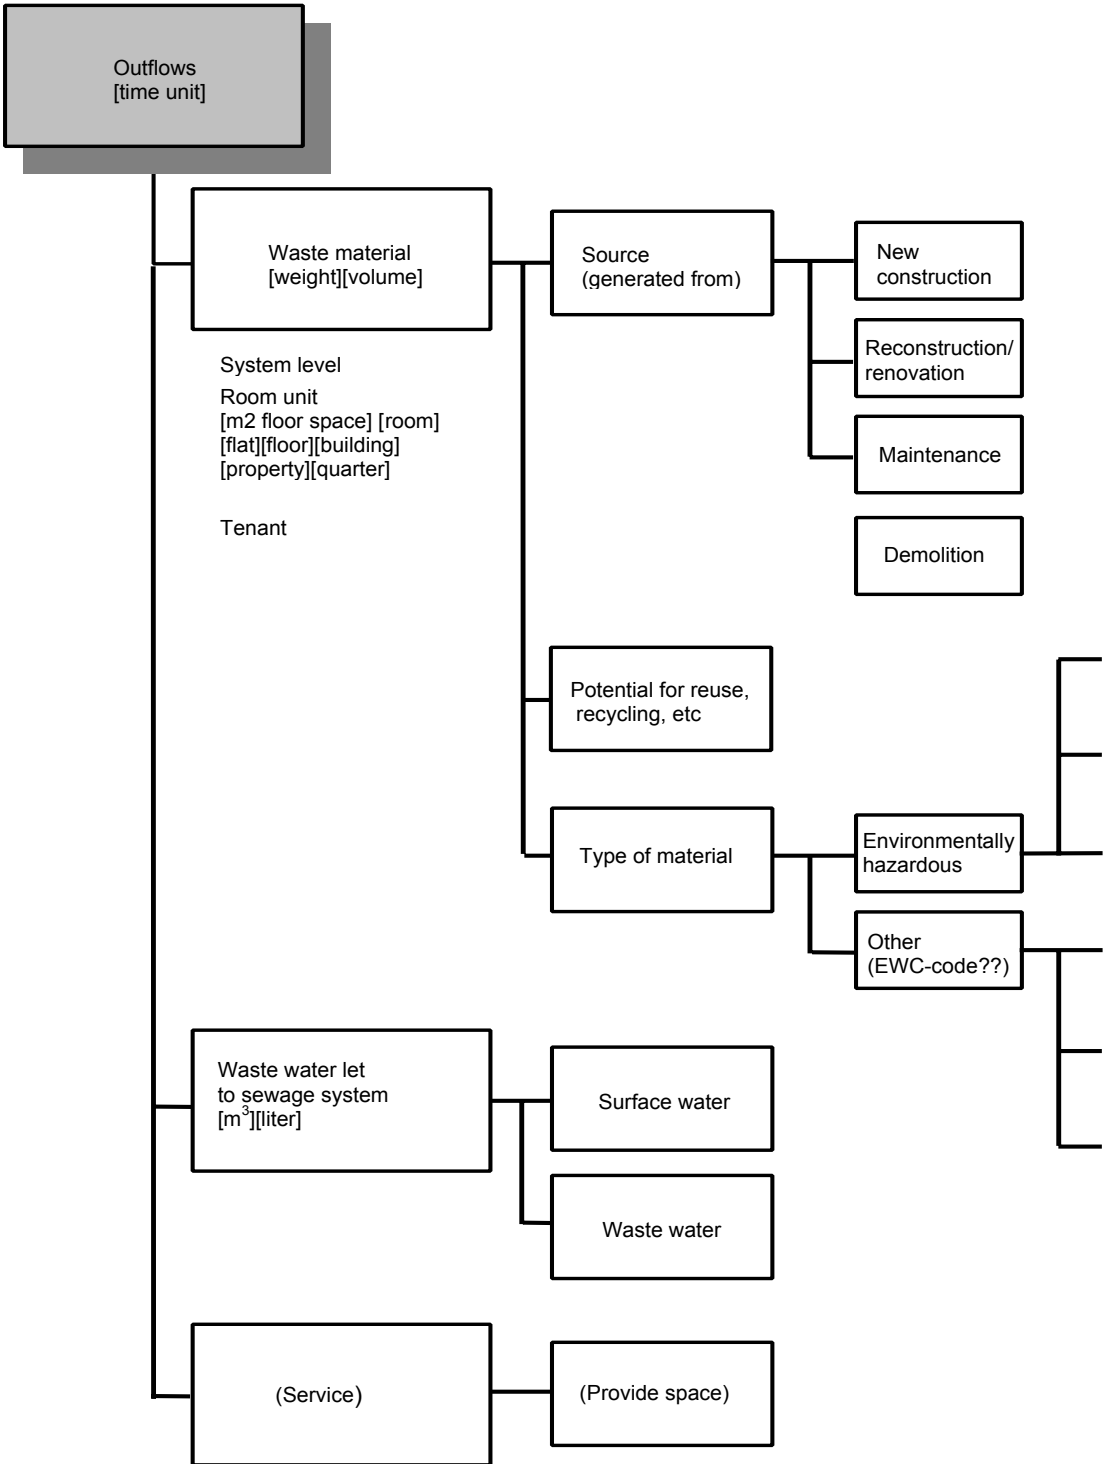 Outflows
[time unit]
Waste material
[weight][volume]
System level
Room unit
[m2 floor space] [room]
[flat][floor][building]
[property][quarter]
Tenant
Source
(generated from)
New
construction
Reconstruction/
renovation
Maintenance
Demolition
Potential for reuse,
recycling, etc
Type of material
Environmentally
hazardous
Other
(EWC-code??)
Waste water let
to sewage system
[m³][liter]
Surface water
Waste water
(Service)
(Provide space)